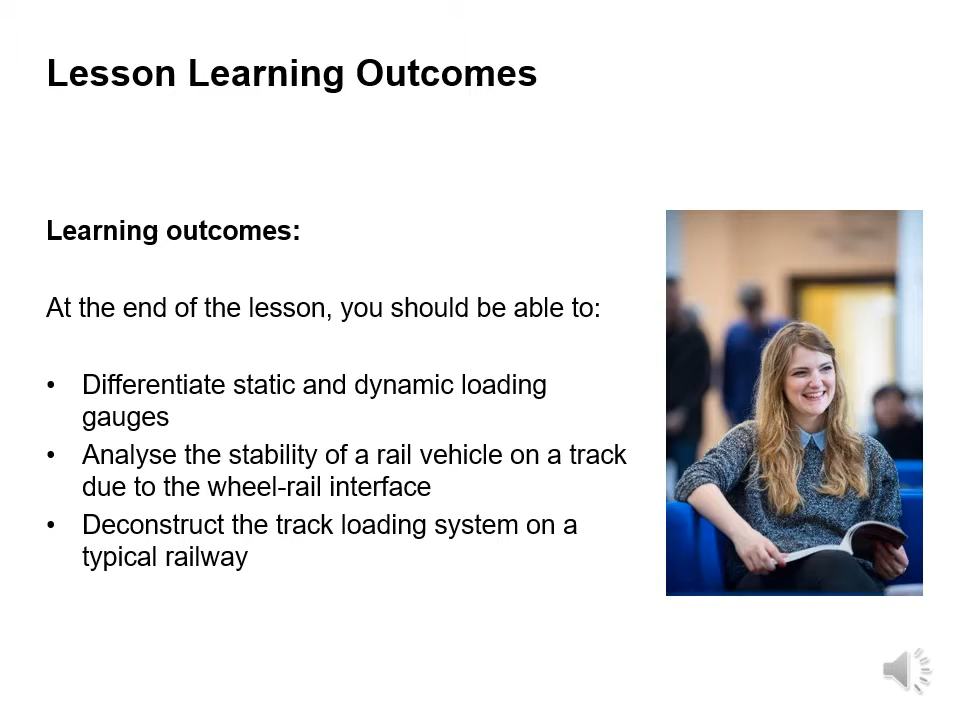 Lesson Learning Outcomes
Learning outcomes:
At the end of the lesson, you should be able to:
• Differentiate static and dynamic loading
gauges
• Analyse the stability of a rail vehicle on a track
due to the wheel-rail interface
• Deconstruct the track loading system on a
typical railway